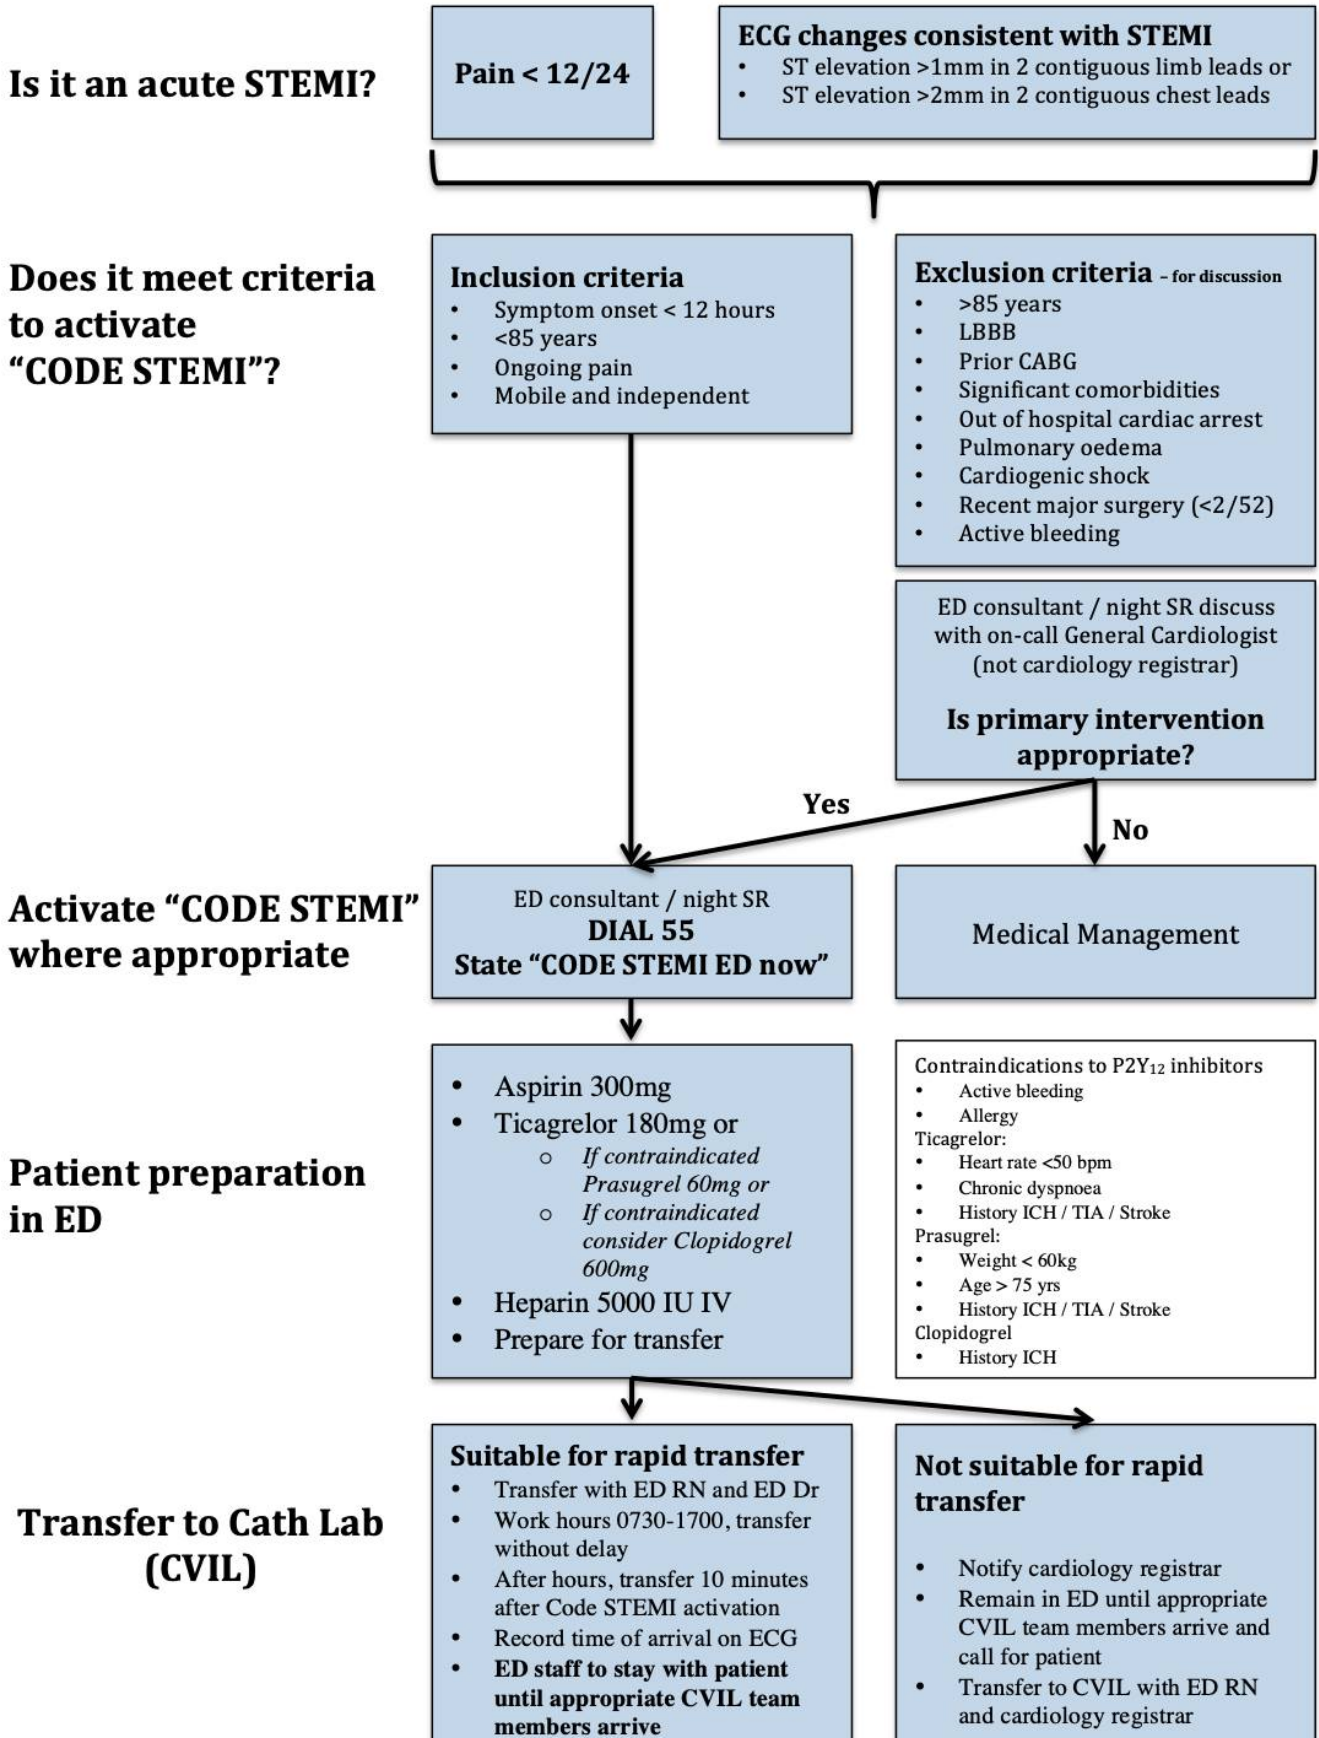 Is it an acute STEMI?
Pain < 12/24
ECG changes consistent with STEMI
• ST elevation >1mm in 2 contiguous limb leads or
• ST elevation >2mm in 2 contiguous chest leads
Does it meet criteria
to activate
“CODE STEMI”?
Inclusion criteria
• Symptom onset < 12 hours
• <85 years
• Ongoing pain
• Mobile and independent
Exclusion criteria – for discussion
• >85 years
• LBBB
• Prior CABG
• Significant comorbidities
• Out of hospital cardiac arrest
• Pulmonary oedema
• Cardiogenic shock
• Recent major surgery (<2/52)
• Active bleeding
ED consultant / night SR discuss
with on-call General Cardiologist
(not cardiology registrar)
Is primary intervention
appropriate?
Yes
No
Activate “CODE STEMI”
where appropriate
ED consultant / night SR
DIAL 55
State “CODE STEMI ED now”
Medical Management
Patient preparation
in ED
• Aspirin 300mg
• Ticagrelor 180mg or
o If contraindicated
Prasugrel 60mg or
o If contraindicated
consider Clopidogrel
600mg
• Heparin 5000 IU IV
• Prepare for transfer
Contraindications to P2Y₁₂ inhibitors
• Active bleeding
• Allergy
Ticagrelor:
• Heart rate <50 bpm
• Chronic dyspnoea
• History ICH / TIA / Stroke
Prasugrel:
• Weight < 60kg
• Age > 75 yrs
• History ICH / TIA / Stroke
Clopidogrel
• History ICH
Transfer to Cath Lab
(CVIL)
Suitable for rapid transfer
• Transfer with ED RN and ED Dr
• Work hours 0730-1700, transfer
without delay
• After hours, transfer 10 minutes
after Code STEMI activation
• Record time of arrival on ECG
• ED staff to stay with patient
until appropriate CVIL team
members arrive
Not suitable for rapid
transfer
• Notify cardiology registrar
• Remain in ED until appropriate
CVIL team members arrive and
call for patient
• Transfer to CVIL with ED RN
and cardiology registrar